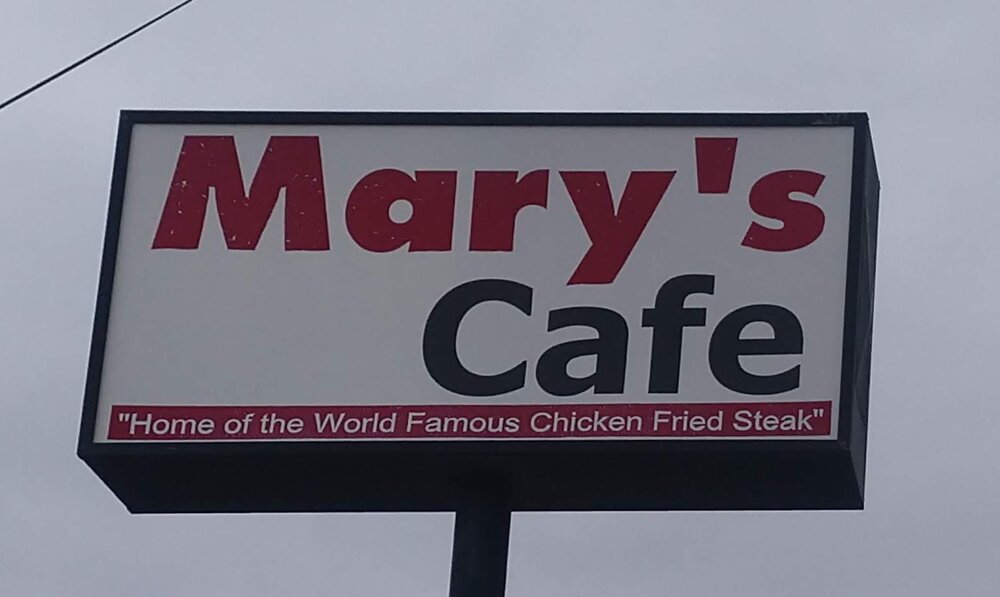 Mary's
Cafe
"Home of the World Famous Chicken Fried Steak"